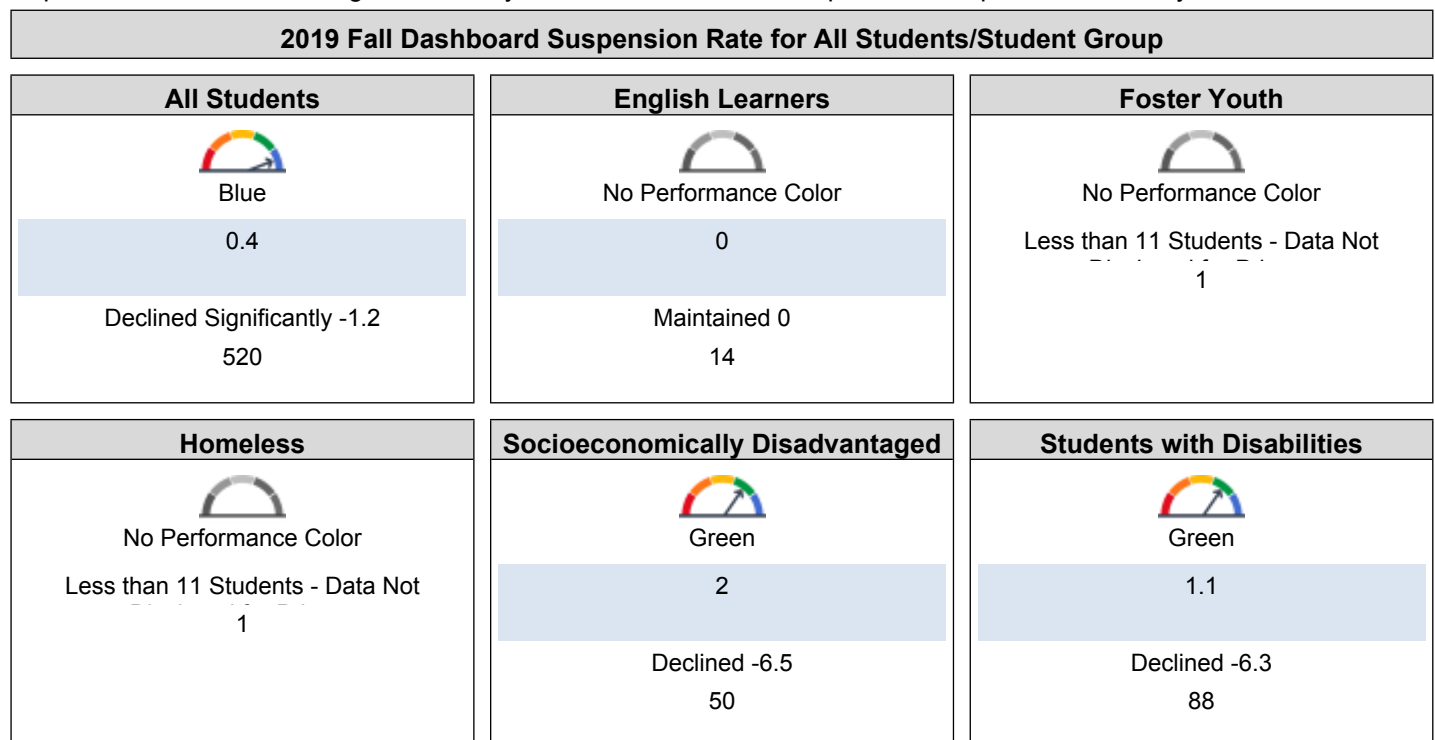 2019 Fall Dashboard Suspension Rate for All Students/Student Group
All Students
Blue
0.4
Declined Significantly -1.2
520
English Learners
No Performance Color
0
Maintained 0
14
Foster Youth
No Performance Color
Less than 11 Students - Data Not
1
Homeless
No Performance Color
Less than 11 Students - Data Not
1
Socioeconomically Disadvantaged
Green
2
Declined -6.5
50
Students with Disabilities
Green
1.1
Declined -6.3
88